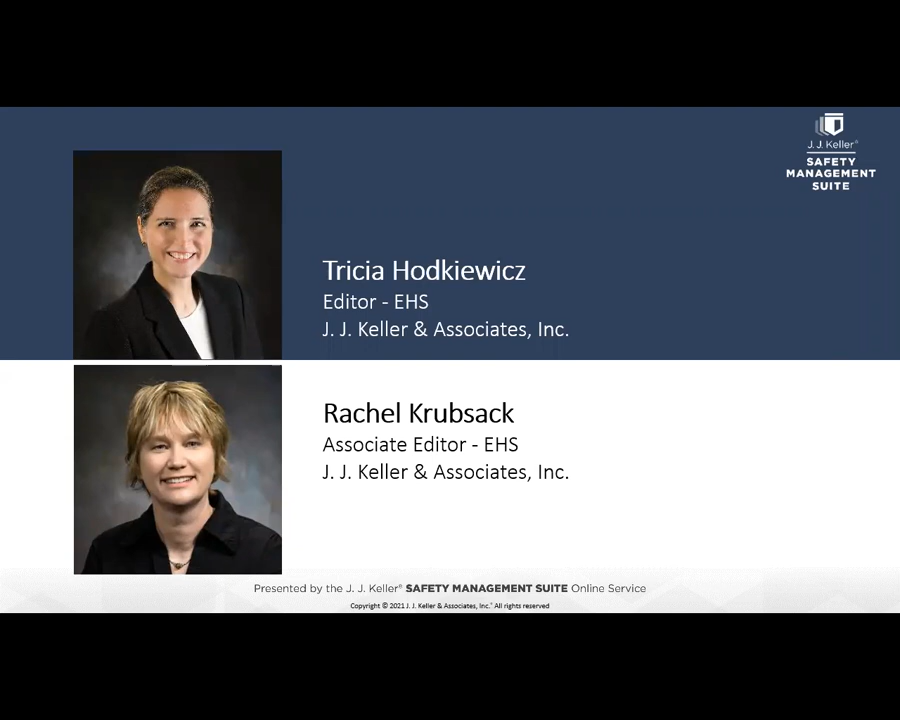 J. J. Keller®
SAFETY
MANAGEMENT
SUITE
Tricia Hodkiewicz
Editor - EHS
J. J. Keller & Associates, Inc.
Rachel Krubsack
Associate Editor - EHS
J. J. Keller & Associates, Inc.
Presented by the J. J. Keller® SAFETY MANAGEMENT SUITE Online Service
Copyright © 2021 J. J. Keller & Associates, Inc.® All rights reserved